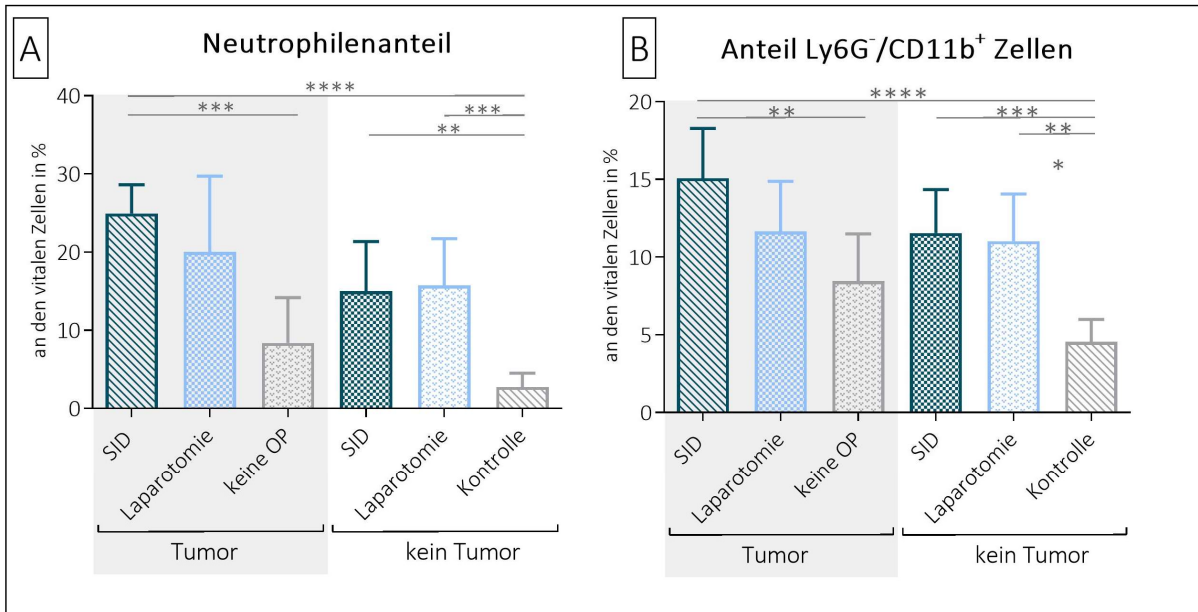 A
Neutrophilenanteil
an den vitalen Zellen in %
40
30
20
10
0
****
***
***
**
SID
Laparotomie
keine OP
SID
Laparotomie
Kontrolle
Tumor
kein Tumor
B
Anteil Ly6G⁻/CD11b⁺ Zellen
an den vitalen Zellen in %
20
15
10
5
0
****
**
***
**
*
SID
Laparotomie
keine OP
SID
Laparotomie
Kontrolle
Tumor
kein Tumor